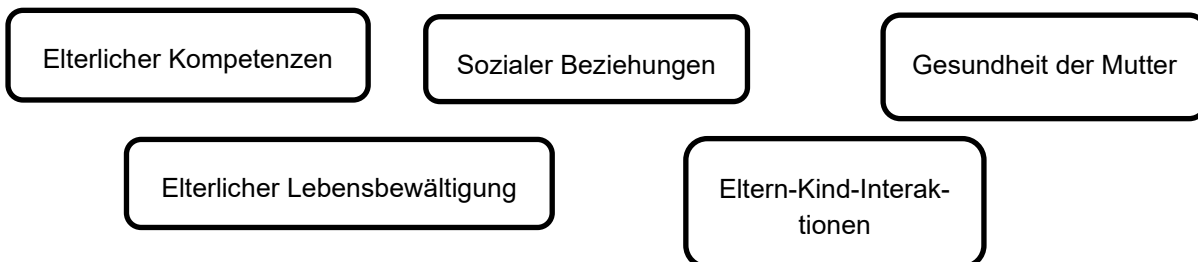 Elterlicher Kompetenzen
Sozialer Beziehungen
Gesundheit der Mutter
Elterlicher Lebensbewältigung
Eltern-Kind-Interak-
tionen